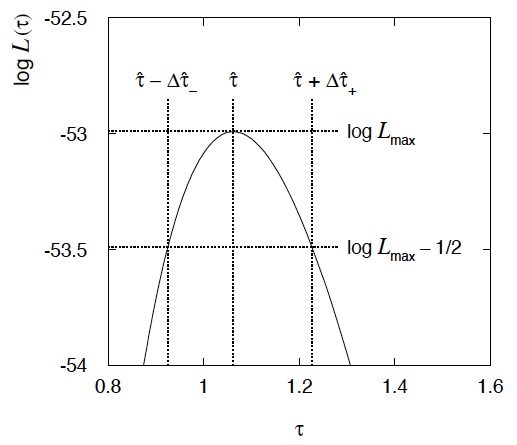 -52.5
log L (τ)
τ̂ – Δτ̂_
τ̂
τ̂ + Δτ̂+
-53
log Lmax
-53.5
log Lmax – 1/2
-54
0.8 1 1.2 1.4 1.6
τ